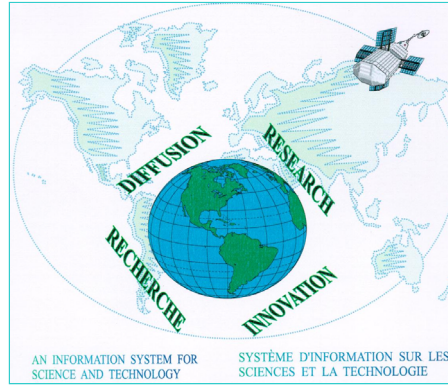 DIFFUSION
RESEARCH
RECHERCHE
INNOVATION
AN INFORMATION SYSTEM FOR
SCIENCE AND TECHNOLOGY
SYSTÈME D'INFORMATION SUR LES
SCIENCES ET LA TECHNOLOGIE